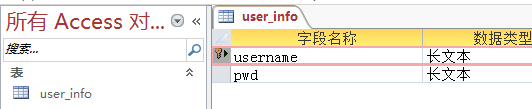 所有 Access 对...
搜索...
表
user_info
user_info
字段名称 数据类型
username 长文本
pwd 长文本